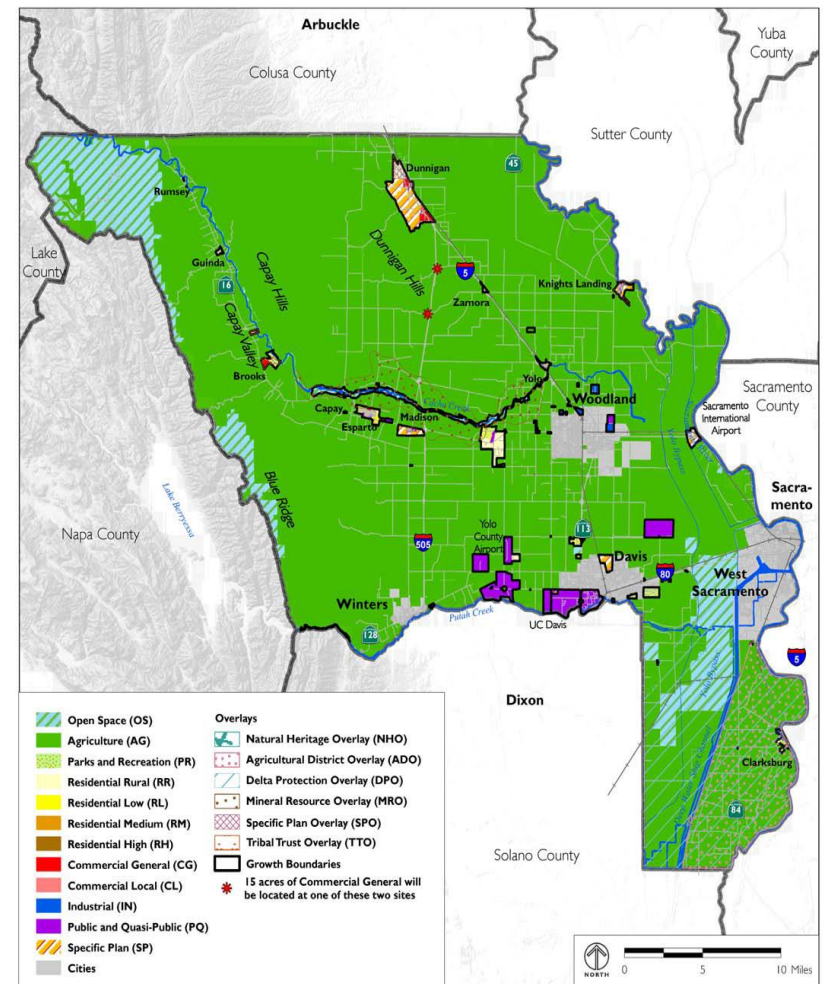 Arbuckle
Colusa County
Yuba
County
Sutter County
45
Dunnigan
Rumsey
Lake
County
Guinda
16
Capay Hills
Dunnigan Hills
5
Zamora
Knights Landing
Capay Valley
Brooks
Yolo
Woodland
Sacramento
County
Sacramento
International
Airport
Capay
Cache Creek
Madison
Esparto
Yolo Bypass
Sacra-
mento
Lake Berryessa
Blue Ridge
Napa County
Yolo
County
Airport
505
113
Davis
80
West
Sacramento
Winters
Putah Creek
UC Davis
128
5
Dixon
Yolo Bypass
Clarksburg
84
Solano County
Open Space (OS)
Agriculture (AG)
Parks and Recreation (PR)
Residential Rural (RR)
Residential Low (RL)
Residential Medium (RM)
Residential High (RH)
Commercial General (CG)
Commercial Local (CL)
Industrial (IN)
Public and Quasi-Public (PQ)
Specific Plan (SP)
Cities
Overlays
Natural Heritage Overlay (NHO)
Agricultural District Overlay (ADO)
Delta Protection Overlay (DPO)
Mineral Resource Overlay (MRO)
Specific Plan Overlay (SPO)
Tribal Trust Overlay (TTO)
Growth Boundaries
15 acres of Commercial General will
be located at one of these two sites
NORTH
0 5 10 Miles